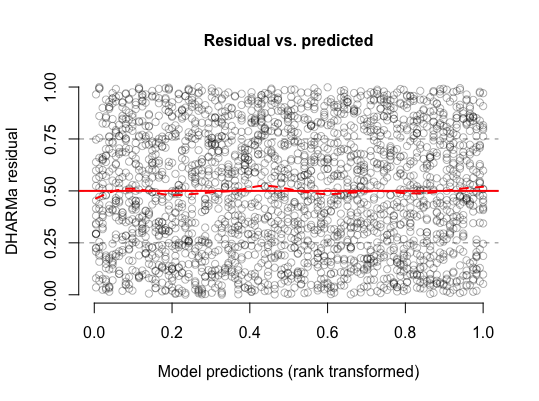 Residual vs. predicted
DHARMa residual
1.00
0.75
0.50
0.25
0.00
0.0 0.2 0.4 0.6 0.8 1.0
Model predictions (rank transformed)